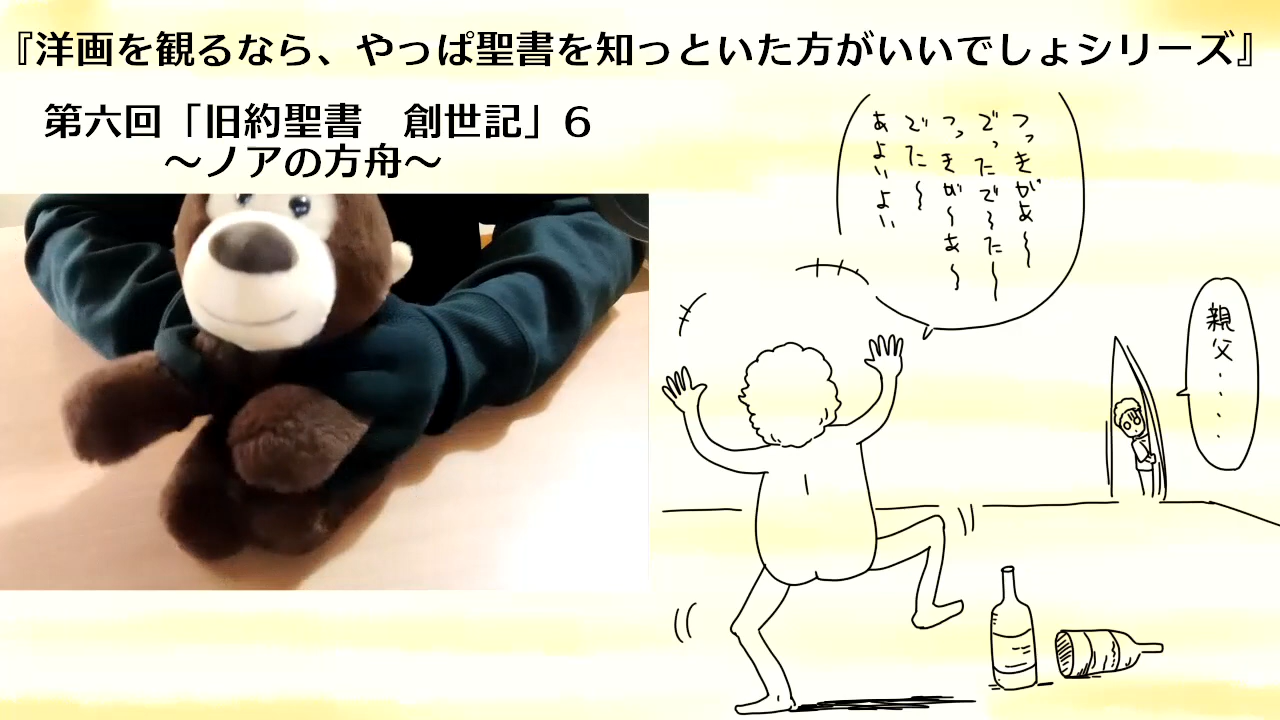 『洋画を観るなら、やっぱ聖書を知っといた方がいいでしょシリーズ』
第六回「旧約聖書　創世記」6
～ノアの方舟～
つっきがぁ～
でったで～た～
つっきが～あ～
でた～
あよいよい
親父・・・・